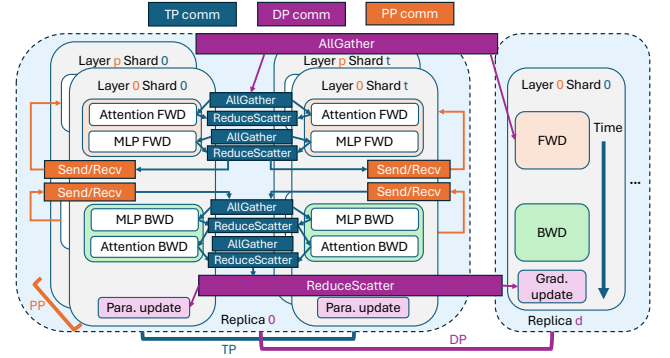 TP comm
DP comm
PP comm
AllGather
Layer p Shard 0
Layer p Shard t
Layer 0 Shard 0
Layer 0 Shard t
Layer 0 Shard 0
AllGather
Attention FWD
ReduceScatter
Attention FWD
MLP FWD
AllGather
MLP FWD
ReduceScatter
FWD
Time
Send/Recv
Send/Recv
Send/Recv
Send/Recv
...
AllGather
MLP BWD
ReduceScatter
MLP BWD
Attention BWD
AllGather
Attention BWD
ReduceScatter
BWD
ReduceScatter
Grad.
update
Para. update
Para. update
PP
Replica 0
Replica d
TP
DP